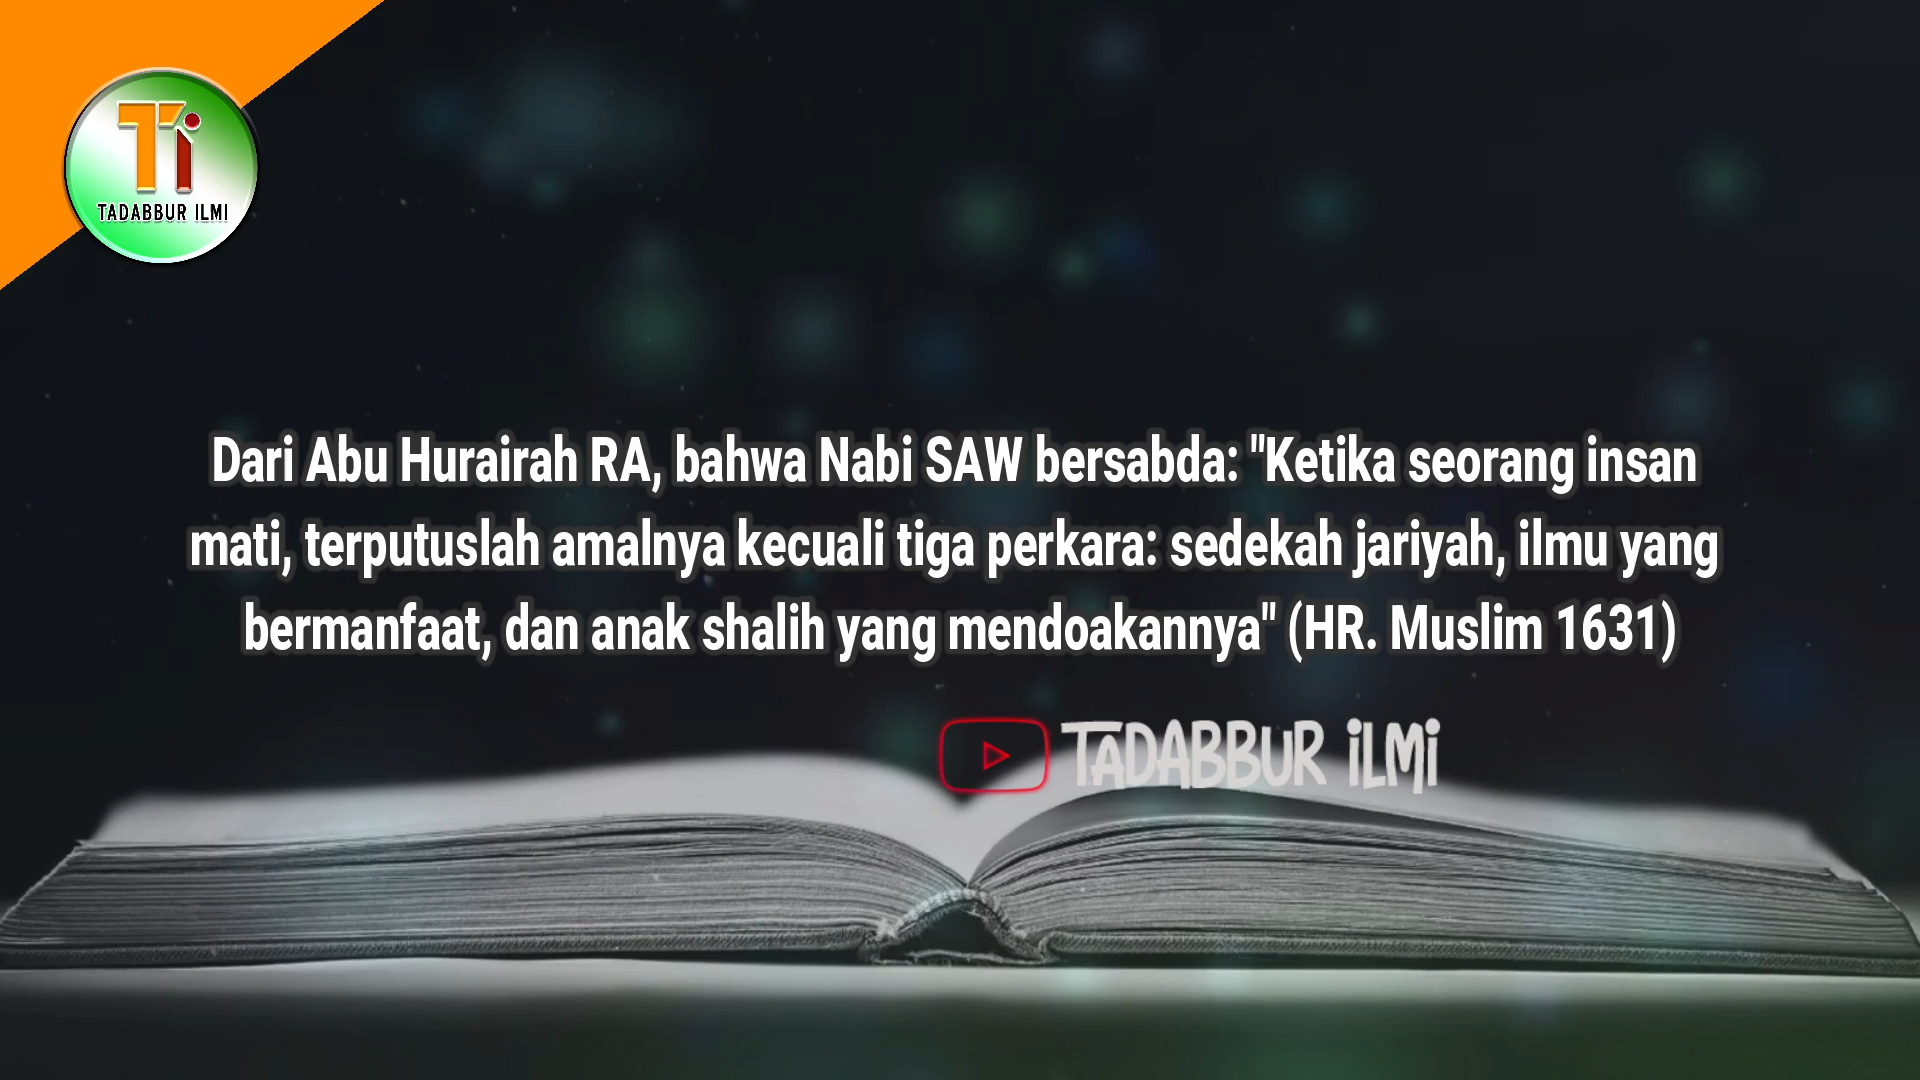 Ti
TADABBUR ILMI
Dari Abu Hurairah RA, bahwa Nabi SAW bersabda: "Ketika seorang insan
mati, terputuslah amalnya kecuali tiga perkara: sedekah jariyah, ilmu yang
bermanfaat, dan anak shalih yang mendoakannya" (HR. Muslim 1631)
TADABBUR iLMi